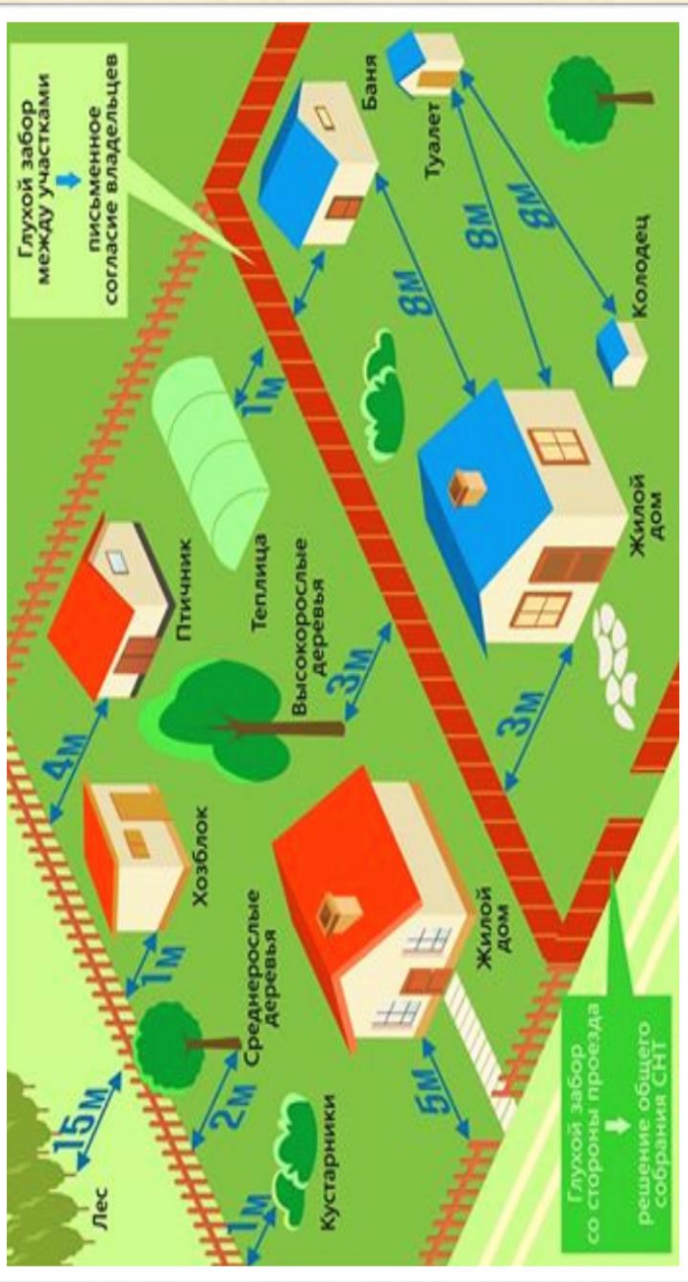 Глухой забор
между участками
письменное
согласие владельцев
Лес
15м
1м
Кустарники
2м
Среднерослые
деревья
1м
Хозблок
4м
Птичник
Теплица
1м
Высокорослые
деревья
3м
5м
Жилой
дом
3м
Жилой
дом
8м
Баня
Туалет
8м
8м
Колодец
Глухой забор
со стороны проезда
решение общего
собрания СНТ